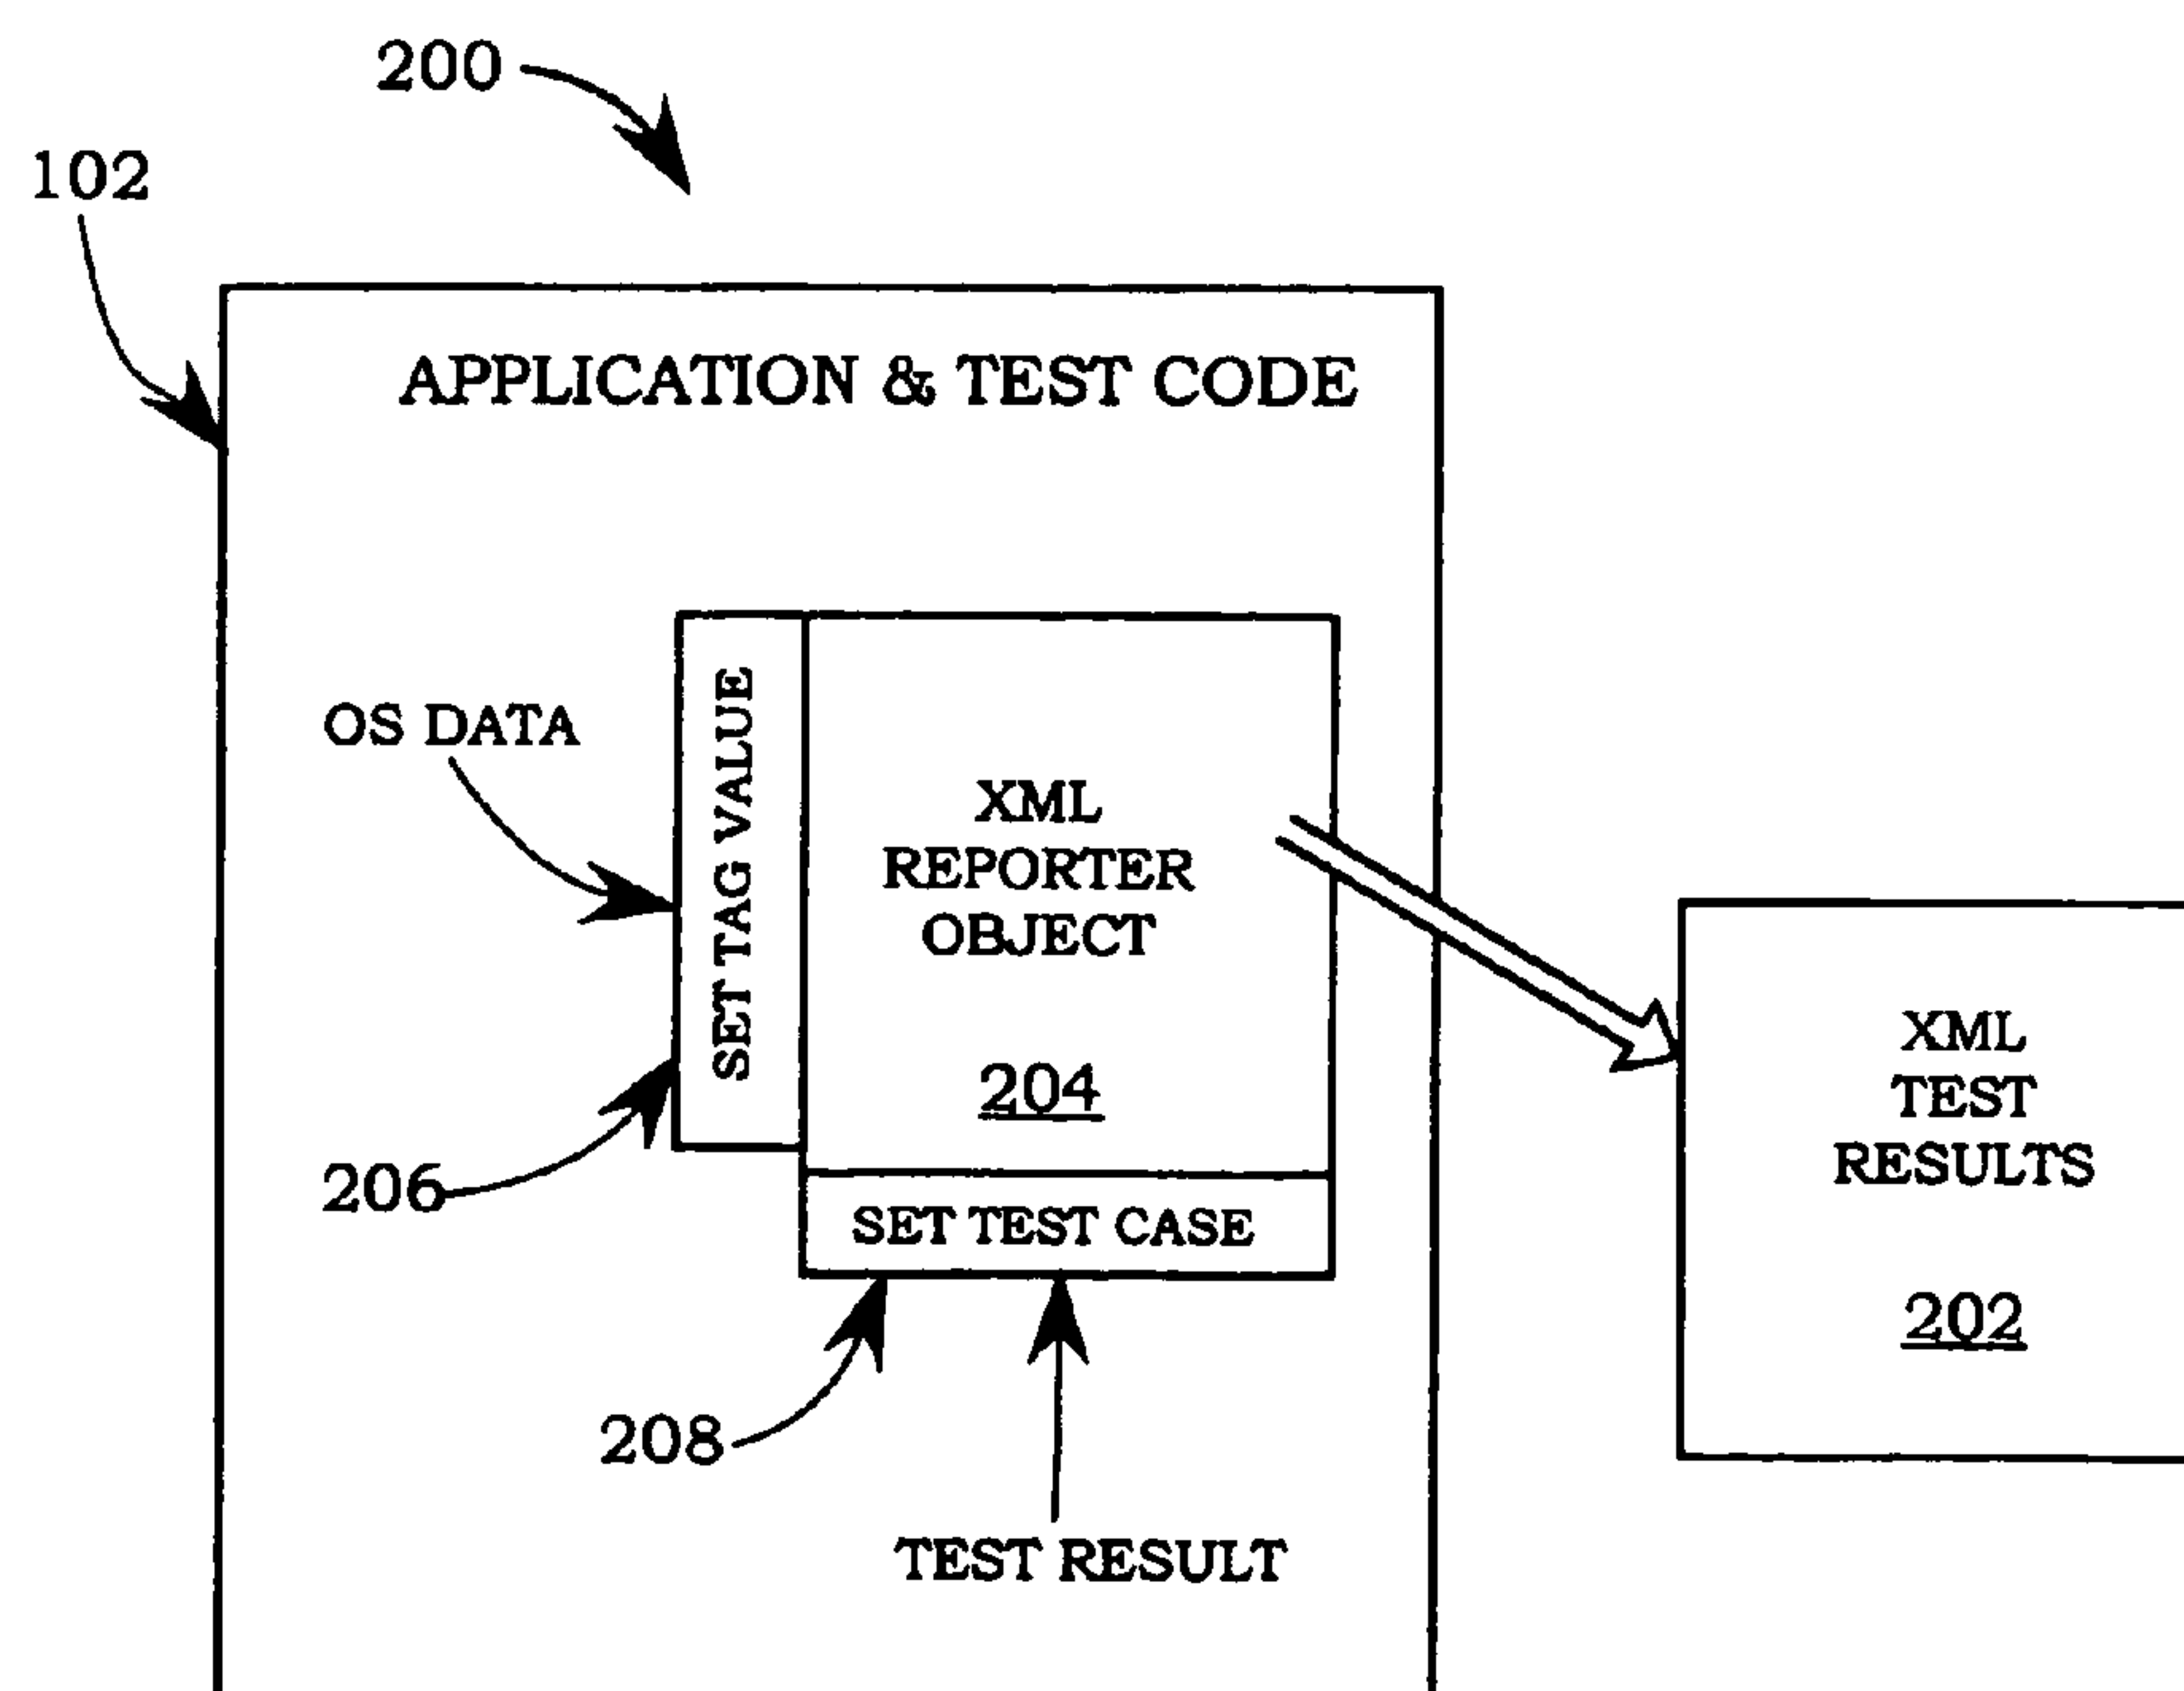 200
102
APPLICATION & TEST CODE
OS DATA
SET TAG VALUE
XML
REPORTER
OBJECT
204
206
SET TEST CASE
208
TEST RESULT
XML
TEST
RESULTS
202